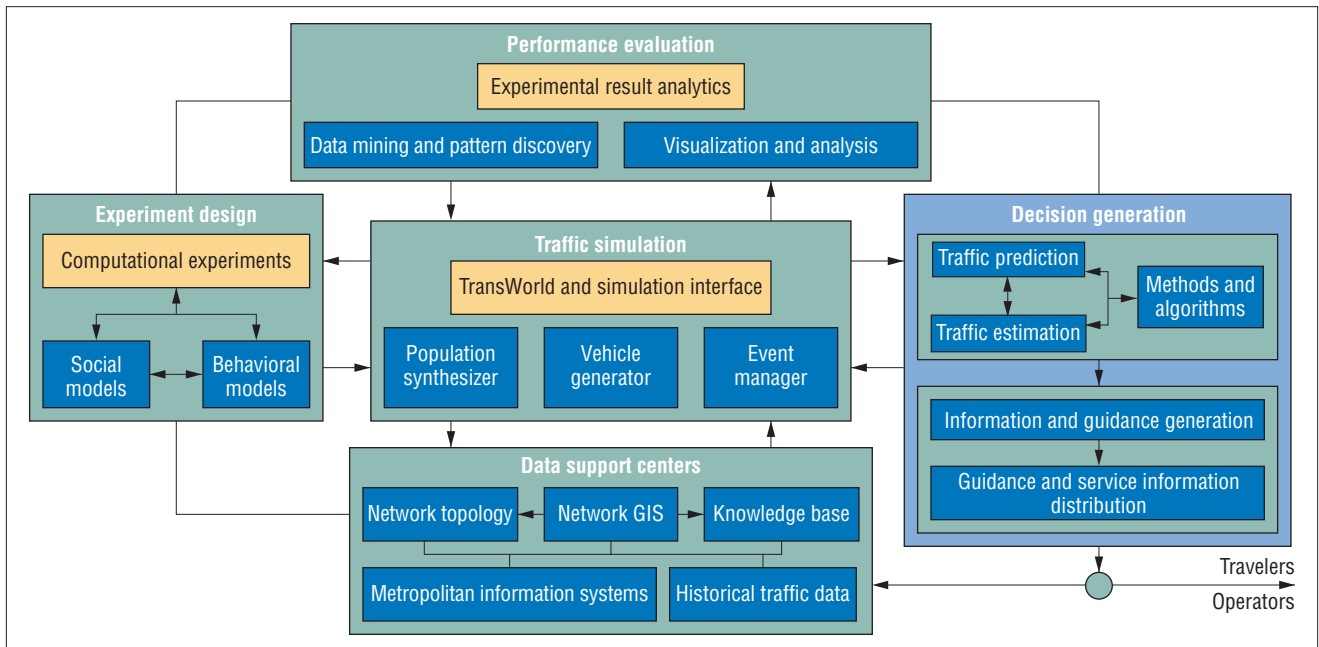 Performance evaluation
Experimental result analytics
Data mining and pattern discovery
Visualization and analysis
Experiment design
Computational experiments
Social
models
Behavioral
models
Traffic simulation
TransWorld and simulation interface
Population
synthesizer
Vehicle
generator
Event
manager
Decision generation
Traffic prediction
Traffic estimation
Methods and
algorithms
Information and guidance generation
Guidance and service information
distribution
Data support centers
Network topology
Network GIS
Knowledge base
Metropolitan information systems
Historical traffic data
Travelers
Operators